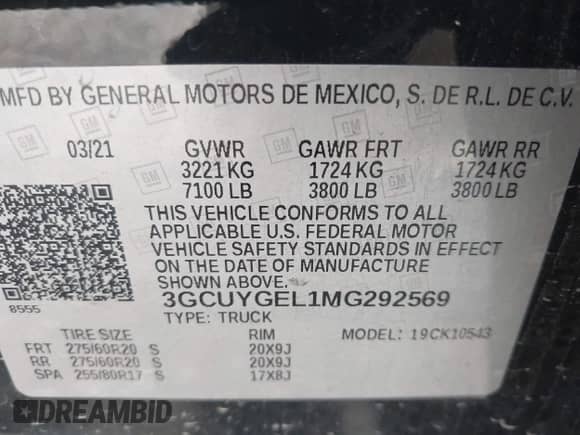 MFD BY GENERAL MOTORS DE MEXICO, S. DE R.L. DE C.V.
03/21 GVWR GAWR FRT GAWR RR
3221 KG 1724 KG 1724 KG
7100 LB 3800 LB 3800 LB
THIS VEHICLE CONFORMS TO ALL
APPLICABLE U.S. FEDERAL MOTOR
VEHICLE SAFETY STANDARDS IN EFFECT
ON THE DATE OF MANUFACTURE
SHOWN ABOVE.
8555
3GCUYGEL1MG292569
TYPE: TRUCK
TIRE SIZE RIM MODEL: 19CK10543
FRT 275/60R20 S 20X9J
RR 275/60R20 S 20X9J
SPA 255/80R17 S 17X8J
GM
DREAMBID